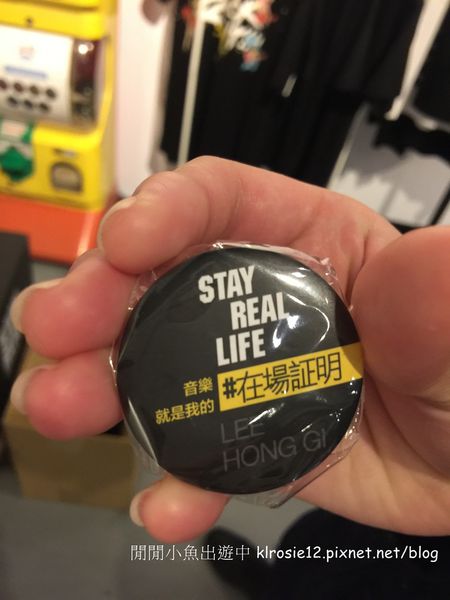 STAY
REAL
LIFE
音樂
就是我的
#在場証明
LEE
HONG GI
閒閒小魚出遊中 klrosie12.pixnet.net/blog